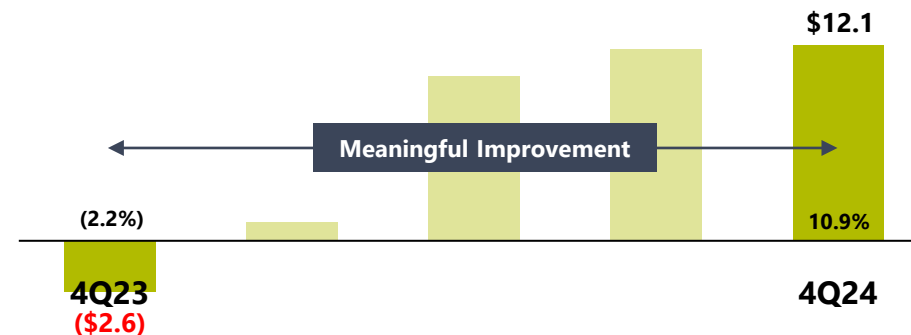 $12.1
Meaningful Improvement
(2.2%)
10.9%
4Q23
4Q24
($2.6)